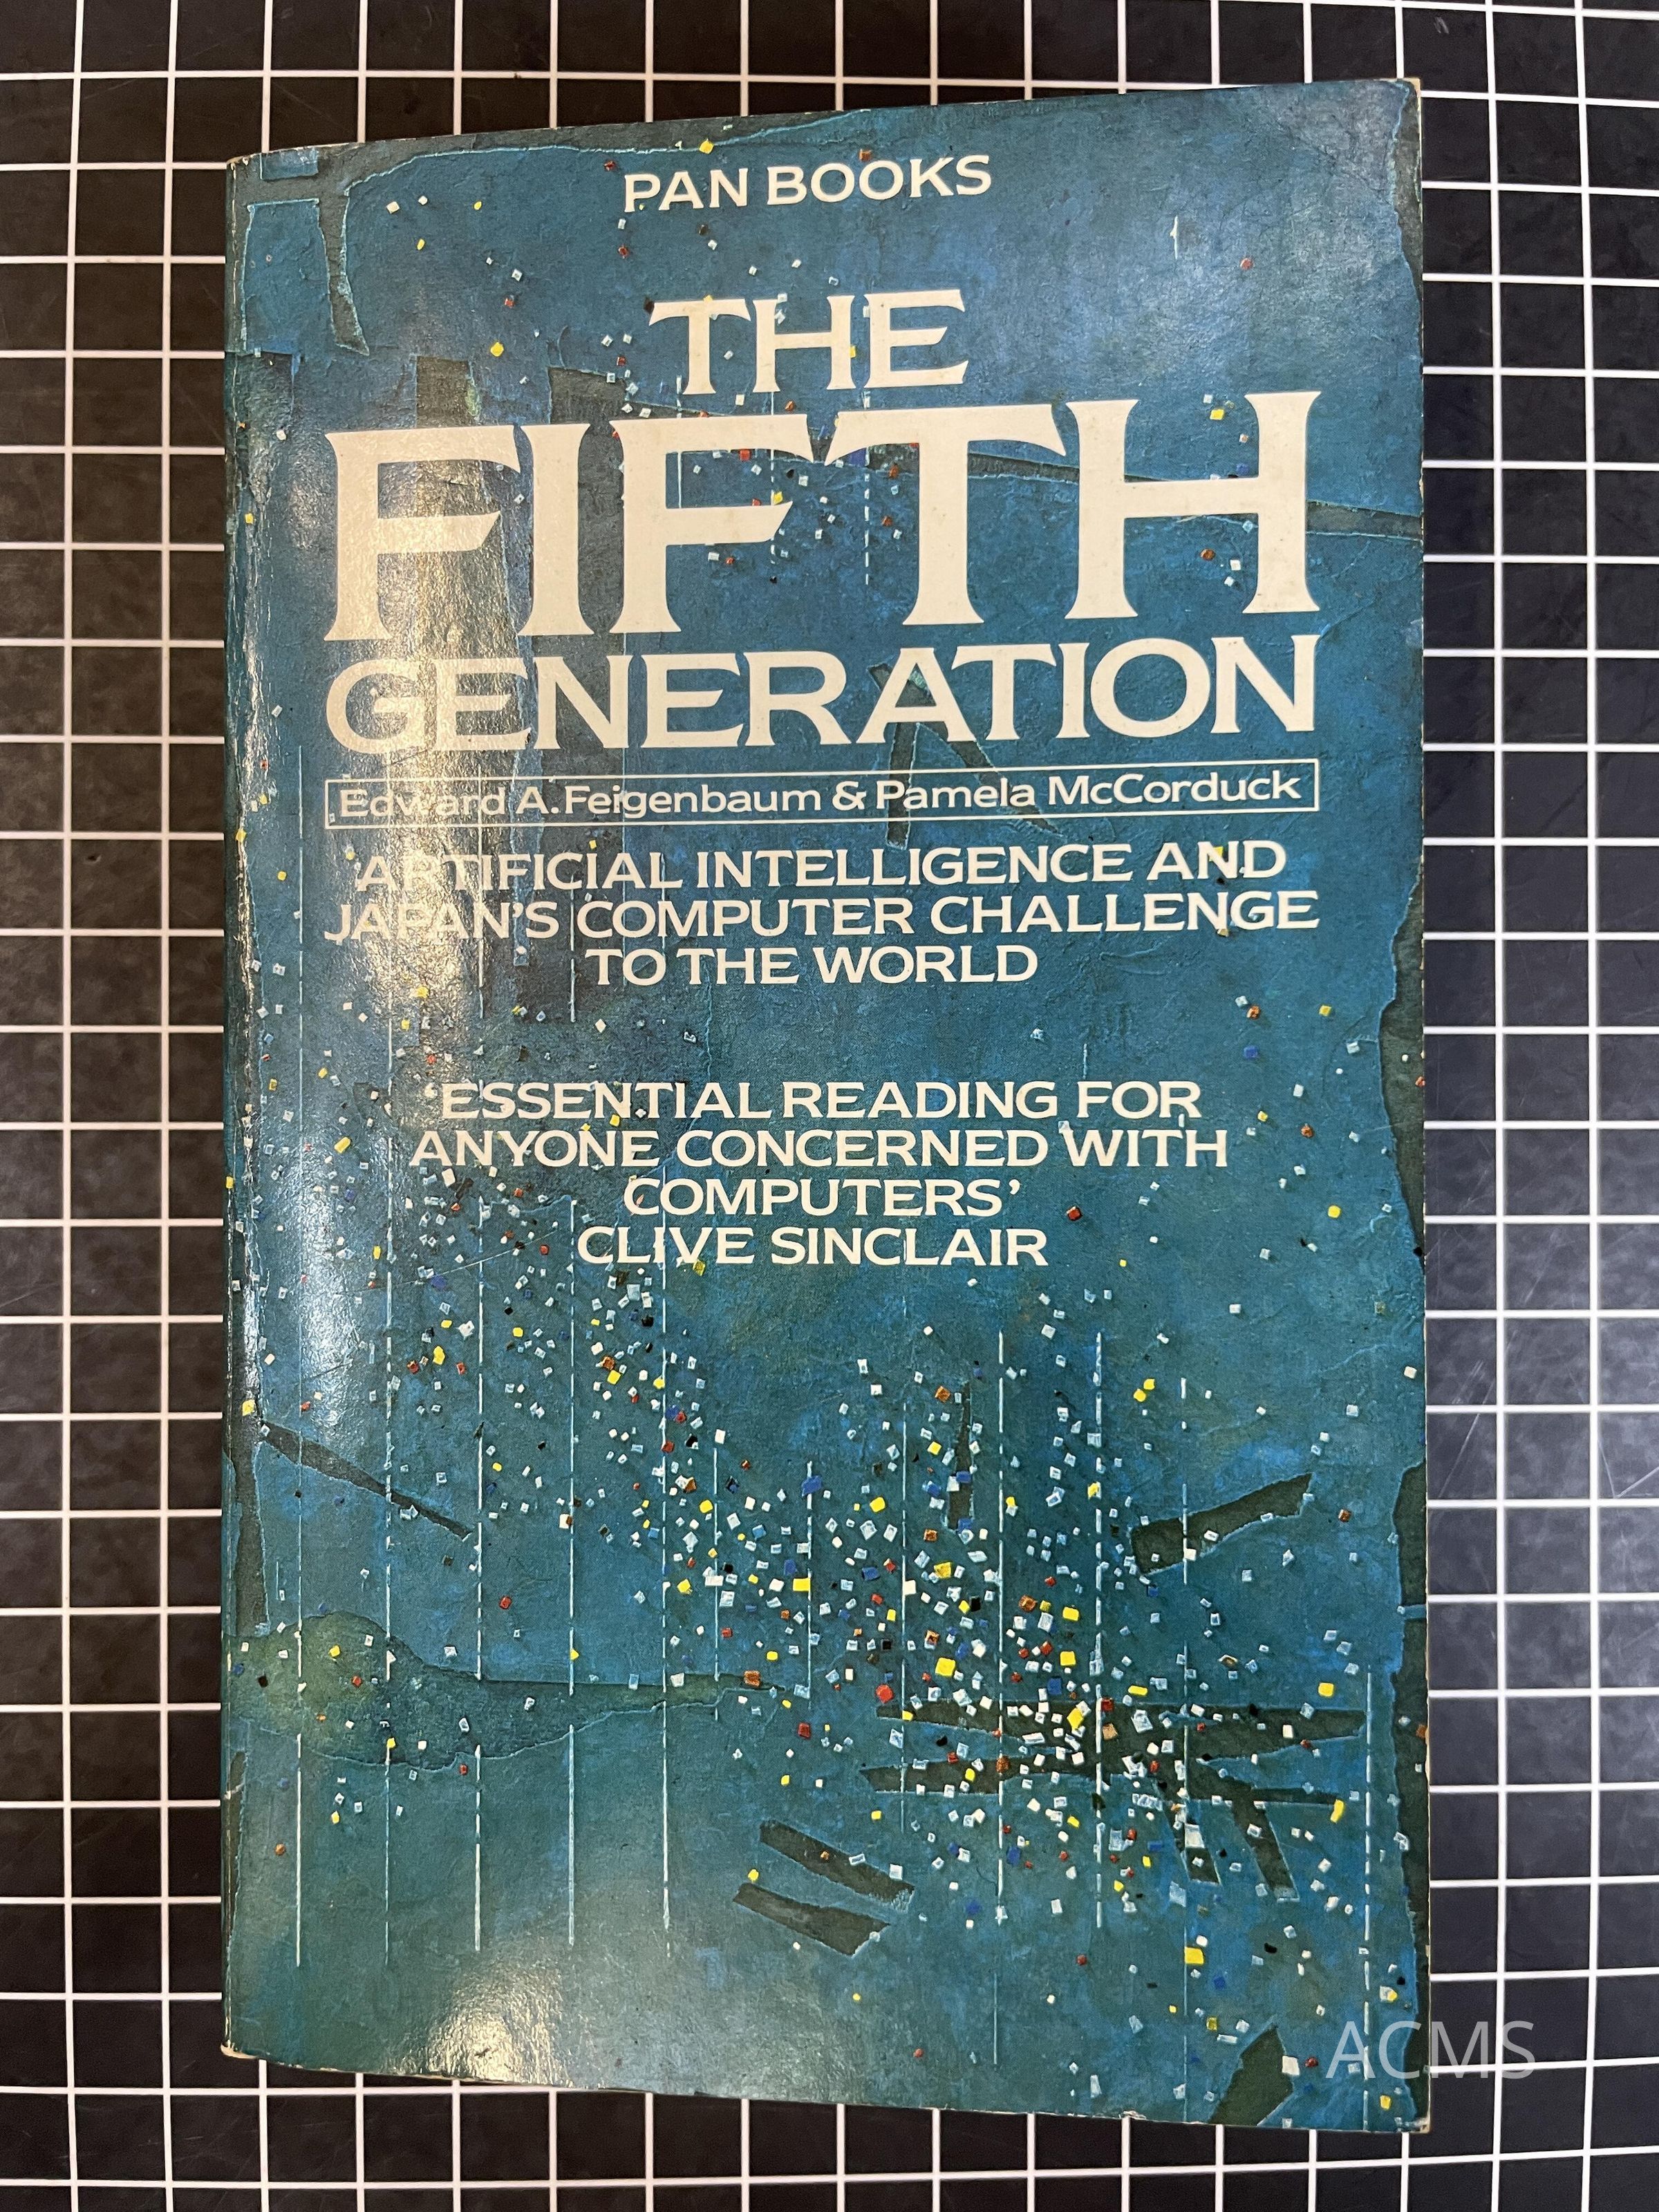 PAN BOOKS
THE
FIFTH
GENERATION
Edward A. Feigenbaum & Pamela McCorduck
ARTIFICIAL INTELLIGENCE AND
JAPAN'S COMPUTER CHALLENGE
TO THE WORLD
‘ESSENTIAL READING FOR
ANYONE CONCERNED WITH
COMPUTERS’
CLIVE SINCLAIR
ACMS